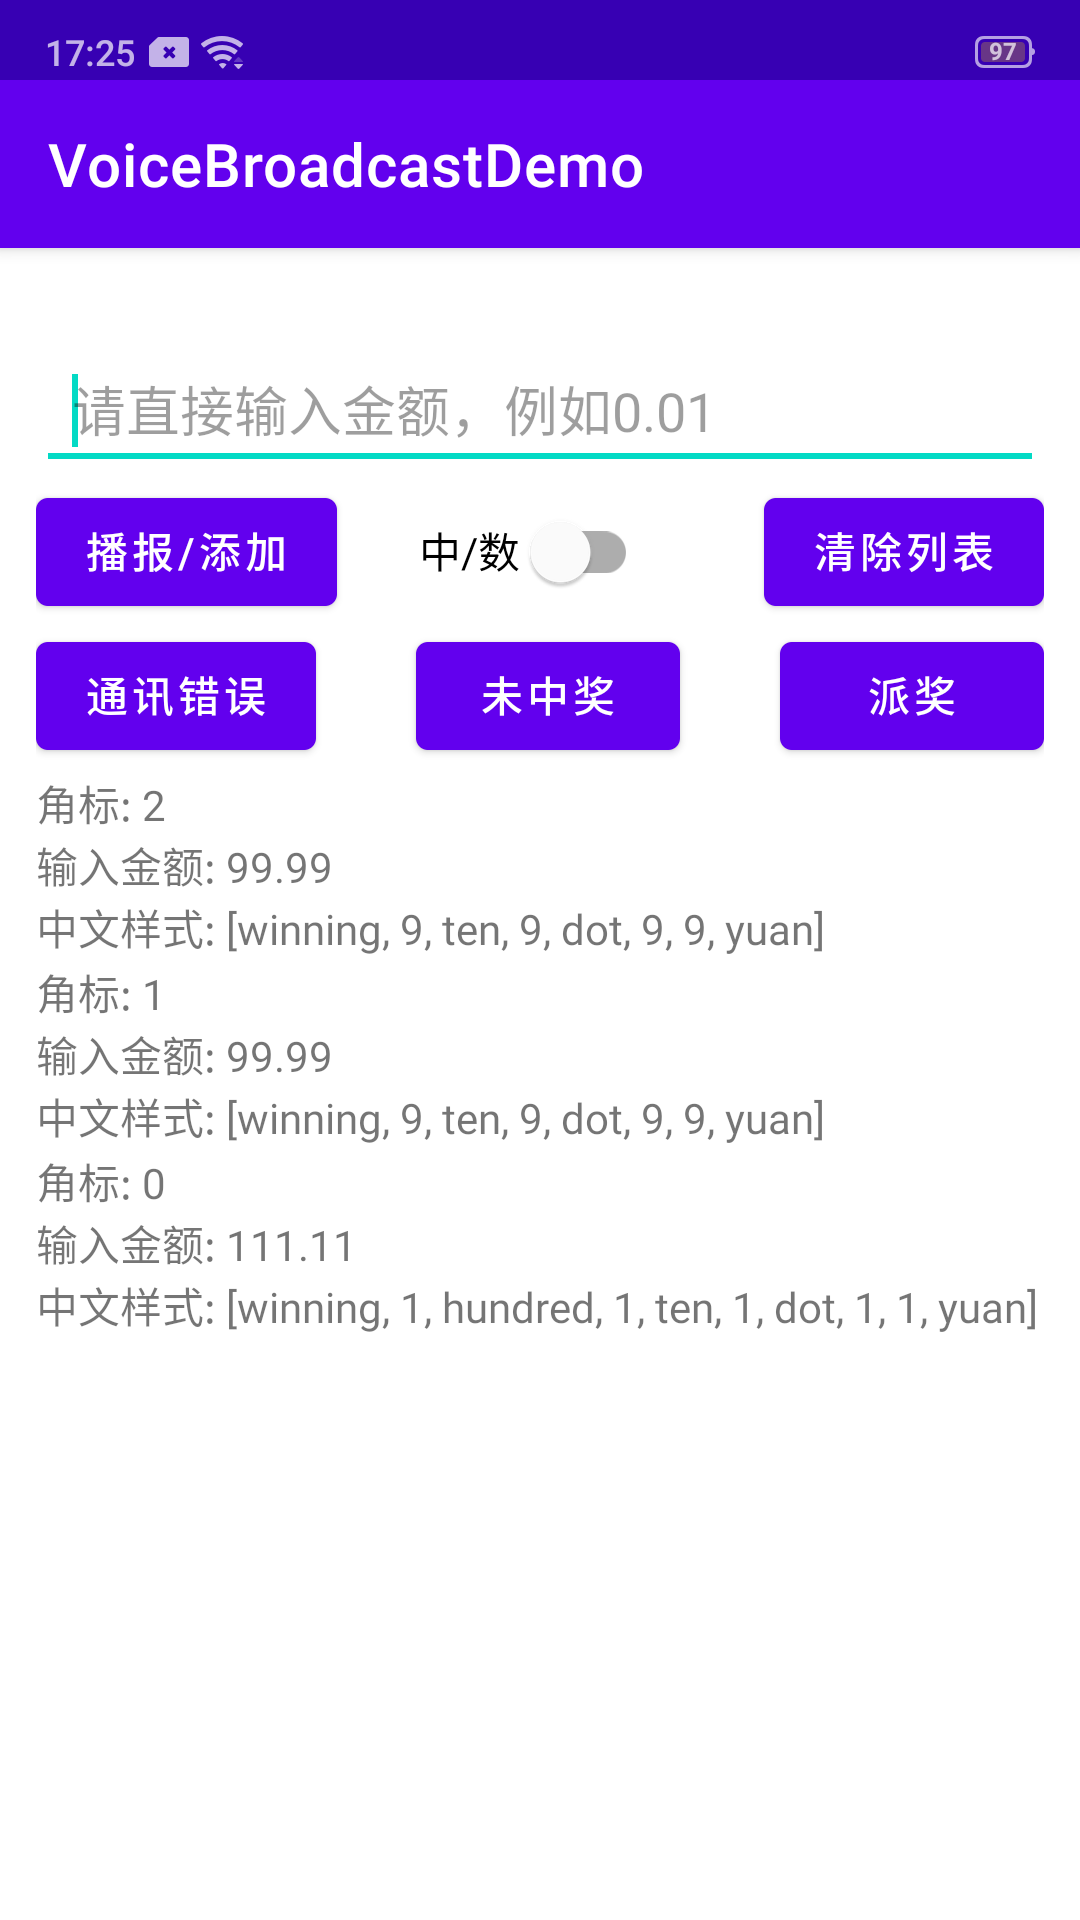 17:25
97
VoiceBroadcastDemo
请直接输入金额，例如0.01
播报/添加 中/数 清除列表
通讯错误 未中奖 派奖
角标: 2
输入金额: 99.99
中文样式: [winning, 9, ten, 9, dot, 9, 9, yuan]
角标: 1
输入金额: 99.99
中文样式: [winning, 9, ten, 9, dot, 9, 9, yuan]
角标: 0
输入金额: 111.11
中文样式: [winning, 1, hundred, 1, ten, 1, dot, 1, 1, yuan]